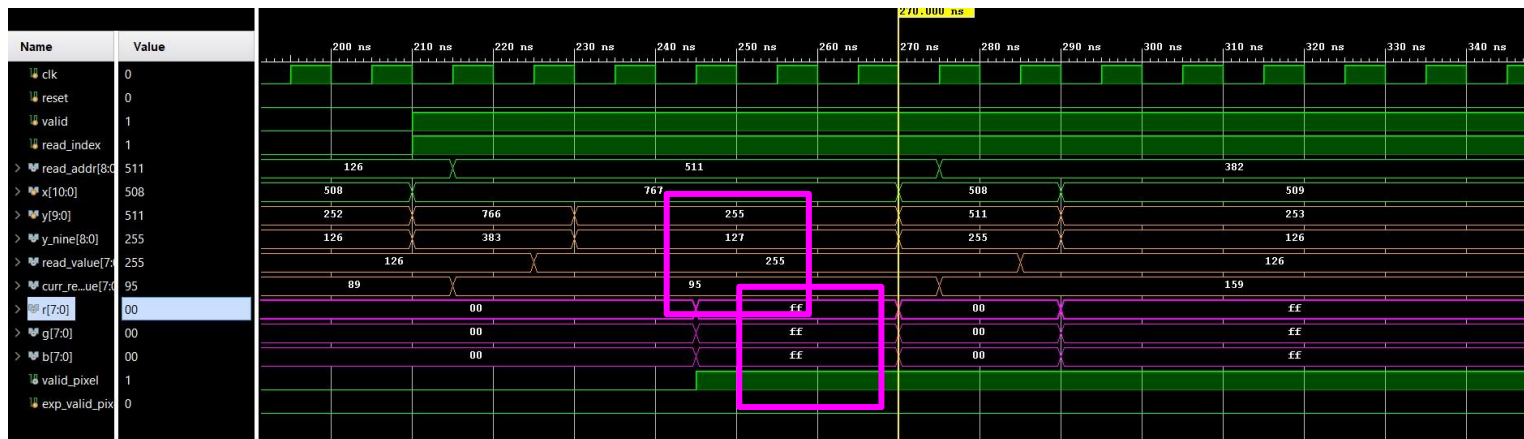 270.000 ns
Name Value
200 ns 210 ns 220 ns 230 ns 240 ns 250 ns 260 ns 270 ns 280 ns 290 ns 300 ns 310 ns 320 ns 330 ns 340 ns
clk 0
reset 0
valid 1
read_index 1
read_addr[8:0 511 126 511 382
x[10:0] 508 508 767 508 509
y[9:0] 511 252 766 255 511 253
y_nine[8:0] 255 126 383 127 255 126
read_value[7: 255 126 255 126
curr_re...ue[7: 95 89 95 159
r[7:0] 00 00 ff 00 ff
g[7:0] 00 00 ff 00 ff
b[7:0] 00 00 ff 00 ff
valid_pixel 1
exp_valid_pix 0